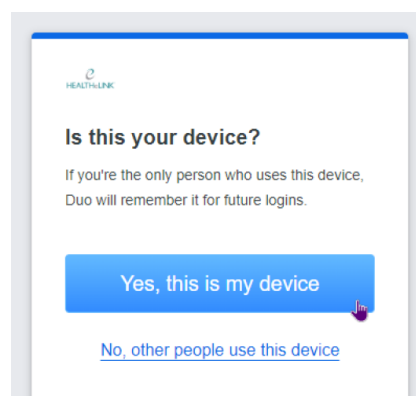 HEALTHeLINK
Is this your device?
If you're the only person who uses this device,
Duo will remember it for future logins.
Yes, this is my device
No, other people use this device